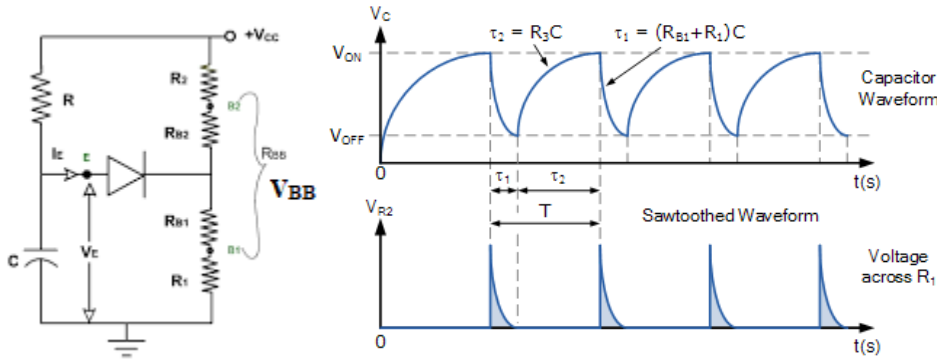 +Vcc
R2
B2
R
RB2
IE
E
RBB
VBB
RB1
C
VE
B1
R1
VC
τ2 = R3C
τ1 = (RB1+R1)C
VON
Capacitor
Waveform
VOFF
0
t(s)
τ1
τ2
T
VR2
Sawtoothed Waveform
Voltage
across R1
0
t(s)